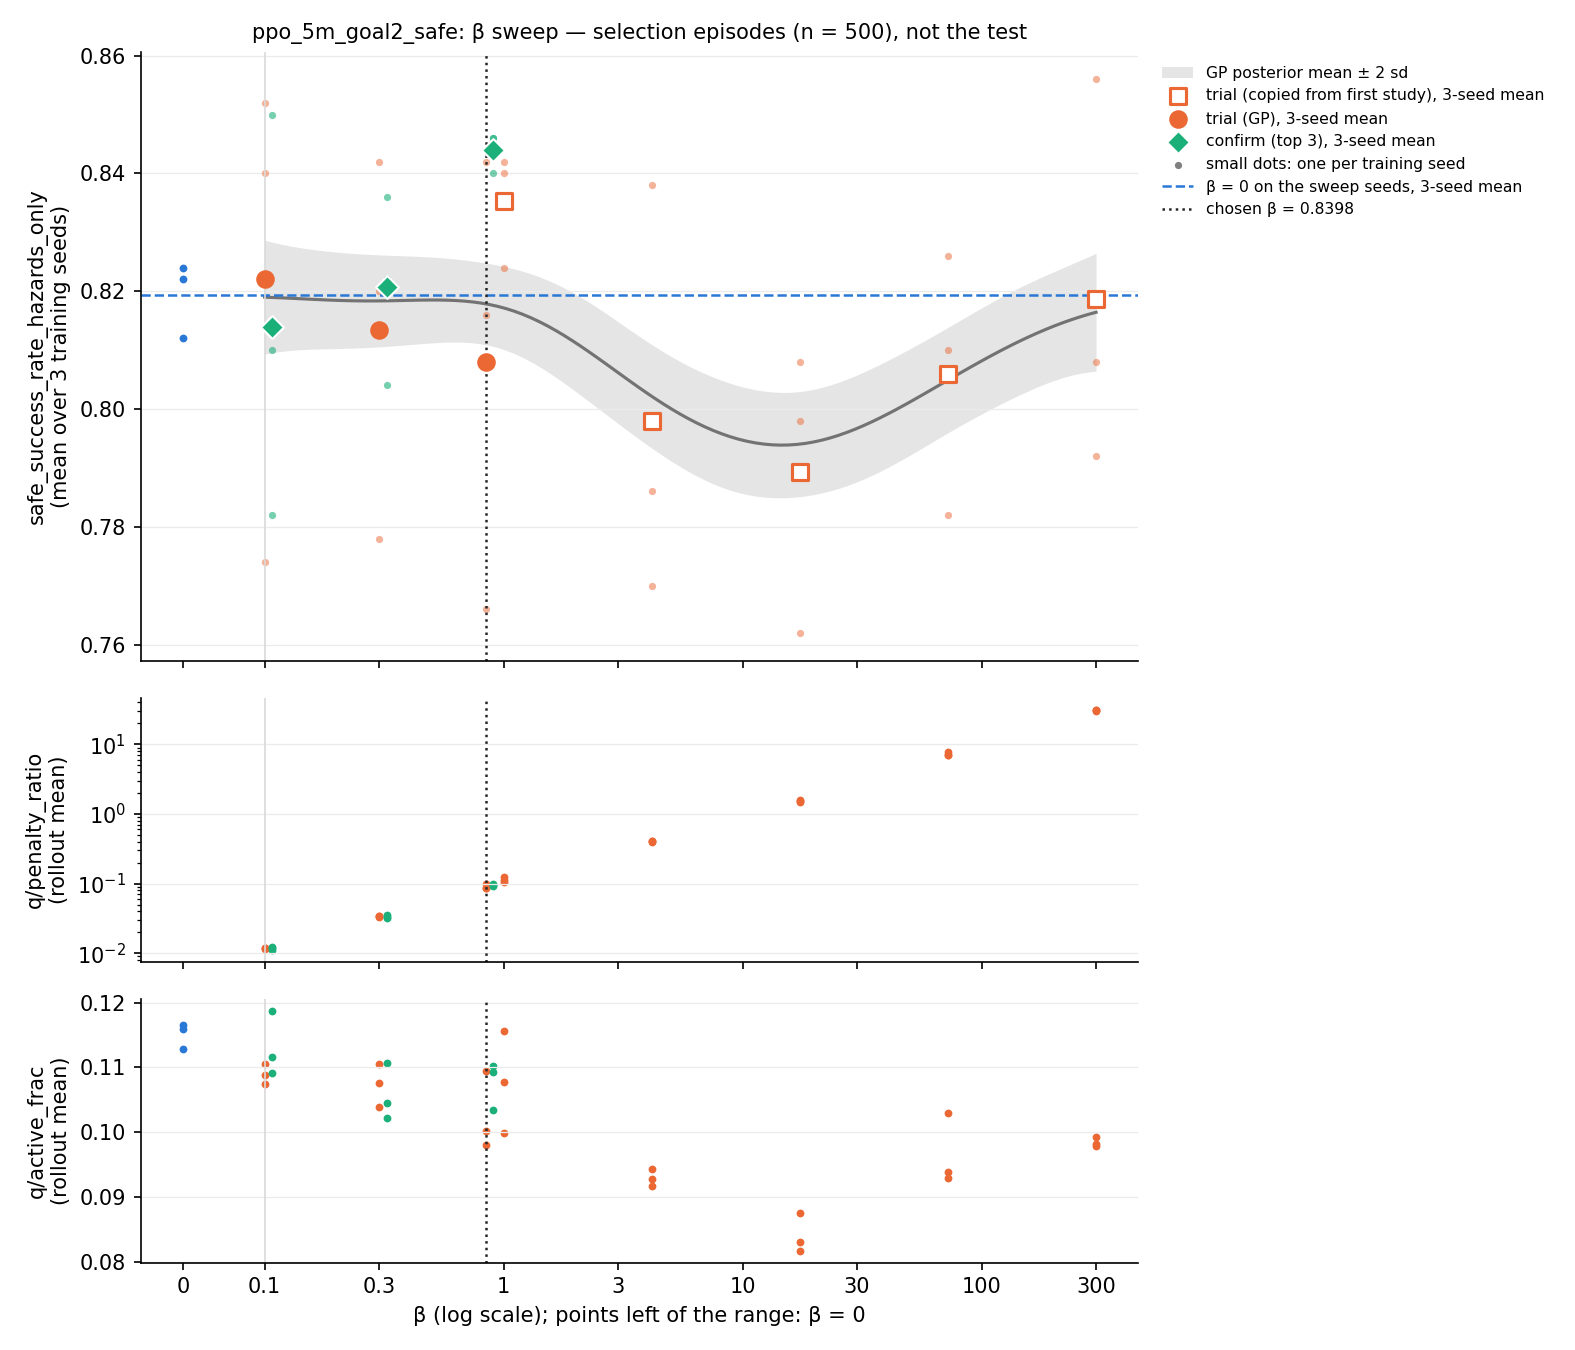 ppo_5m_goal2_safe: β sweep — selection episodes (n = 500), not the test
GP posterior mean ± 2 sd
trial (copied from first study), 3-seed mean
trial (GP), 3-seed mean
confirm (top 3), 3-seed mean
small dots: one per training seed
β = 0 on the sweep seeds, 3-seed mean
chosen β = 0.8398
safe_success_rate_hazards_only
(mean over 3 training seeds)
0.86
0.84
0.82
0.80
0.78
0.76
q/penalty_ratio
(rollout mean)
10¹
10⁰
10⁻¹
10⁻²
q/active_frac
(rollout mean)
0.12
0.11
0.10
0.09
0.08
0 0.1 0.3 1 3 10 30 100 300
β (log scale); points left of the range: β = 0